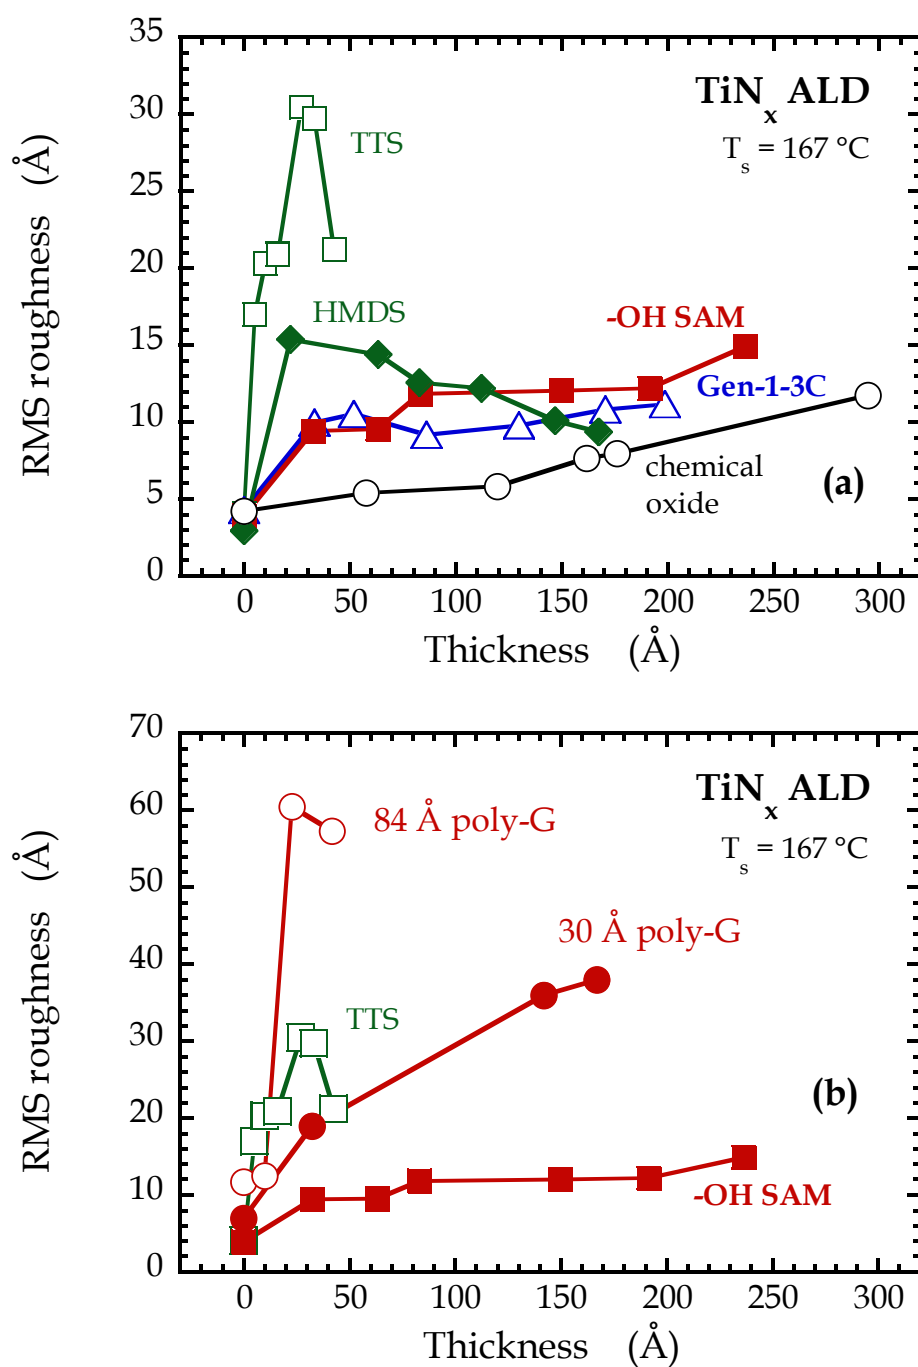 35
30
25
20
15
10
5
0
RMS roughness (Å)
TiNx ALD
Ts = 167 °C
TTS
HMDS
-OH SAM
Gen-1-3C
chemical
oxide
(a)
0 50 100 150 200 250 300
Thickness (Å)
70
60
50
40
30
20
10
0
RMS roughness (Å)
TiNx ALD
Ts = 167 °C
84 Å poly-G
30 Å poly-G
TTS
(b)
-OH SAM
0 50 100 150 200 250 300
Thickness (Å)